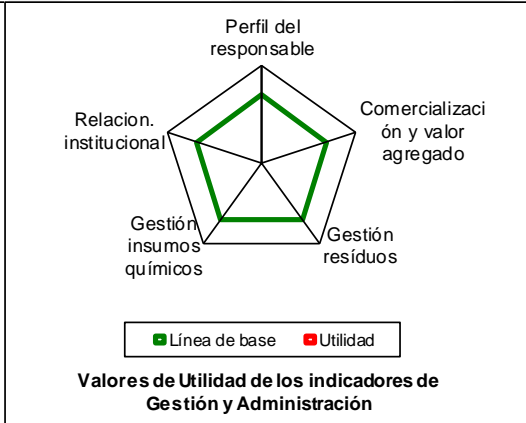 Perfil del
responsable
Comercializaci
ón y valor
agregado
Relacion.
institucional
Gestión
insumos
químicos
Gestión
resíduos
Línea de base
Utilidad
Valores de Utilidad de los indicadores de
Gestión y Administración